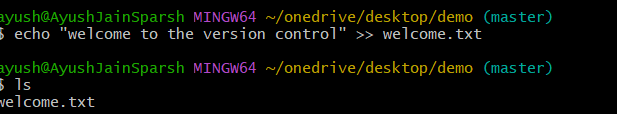 ayush@AyushJainSparsh MINGW64 ~/onedrive/desktop/demo (master)
$ echo "welcome to the version control" >> welcome.txt
ayush@AyushJainSparsh MINGW64 ~/onedrive/desktop/demo (master)
$ ls
welcome.txt